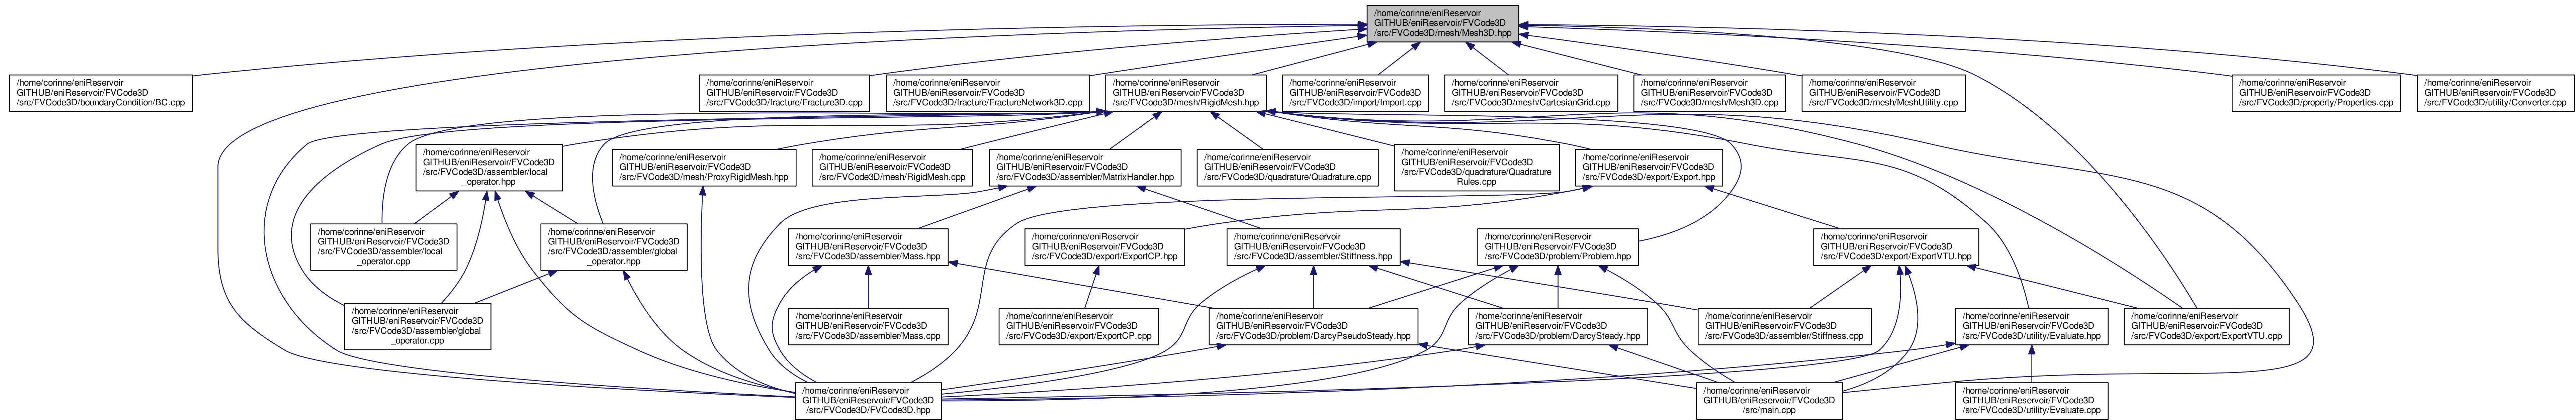 /home/corinne/eniReservoir
GITHUB/eniReservoir/FVCode3D
/src/FVCode3D/mesh/Mesh3D.hpp
/home/corinne/eniReservoir
GITHUB/eniReservoir/FVCode3D
/src/FVCode3D/boundaryCondition/BC.cpp
/home/corinne/eniReservoir
GITHUB/eniReservoir/FVCode3D
/src/FVCode3D/fracture/Fracture3D.cpp
/home/corinne/eniReservoir
GITHUB/eniReservoir/FVCode3D
/src/FVCode3D/fracture/FractureNetwork3D.cpp
/home/corinne/eniReservoir
GITHUB/eniReservoir/FVCode3D
/src/FVCode3D/mesh/RigidMesh.hpp
/home/corinne/eniReservoir
GITHUB/eniReservoir/FVCode3D
/src/FVCode3D/import/Import.cpp
/home/corinne/eniReservoir
GITHUB/eniReservoir/FVCode3D
/src/FVCode3D/mesh/CartesianGrid.cpp
/home/corinne/eniReservoir
GITHUB/eniReservoir/FVCode3D
/src/FVCode3D/mesh/Mesh3D.cpp
/home/corinne/eniReservoir
GITHUB/eniReservoir/FVCode3D
/src/FVCode3D/mesh/MeshUtility.cpp
/home/corinne/eniReservoir
GITHUB/eniReservoir/FVCode3D
/src/FVCode3D/property/Properties.cpp
/home/corinne/eniReservoir
GITHUB/eniReservoir/FVCode3D
/src/FVCode3D/utility/Converter.cpp
/home/corinne/eniReservoir
GITHUB/eniReservoir/FVCode3D
/src/FVCode3D/assembler/local
_operator.hpp
/home/corinne/eniReservoir
GITHUB/eniReservoir/FVCode3D
/src/FVCode3D/mesh/ProxyRigidMesh.hpp
/home/corinne/eniReservoir
GITHUB/eniReservoir/FVCode3D
/src/FVCode3D/mesh/RigidMesh.cpp
/home/corinne/eniReservoir
GITHUB/eniReservoir/FVCode3D
/src/FVCode3D/assembler/MatrixHandler.hpp
/home/corinne/eniReservoir
GITHUB/eniReservoir/FVCode3D
/src/FVCode3D/quadrature/Quadrature.cpp
/home/corinne/eniReservoir
GITHUB/eniReservoir/FVCode3D
/src/FVCode3D/quadrature/Quadrature
Rules.cpp
/home/corinne/eniReservoir
GITHUB/eniReservoir/FVCode3D
/src/FVCode3D/export/Export.hpp
/home/corinne/eniReservoir
GITHUB/eniReservoir/FVCode3D
/src/FVCode3D/assembler/local
_operator.cpp
/home/corinne/eniReservoir
GITHUB/eniReservoir/FVCode3D
/src/FVCode3D/assembler/global
_operator.hpp
/home/corinne/eniReservoir
GITHUB/eniReservoir/FVCode3D
/src/FVCode3D/assembler/Mass.hpp
/home/corinne/eniReservoir
GITHUB/eniReservoir/FVCode3D
/src/FVCode3D/export/ExportCP.hpp
/home/corinne/eniReservoir
GITHUB/eniReservoir/FVCode3D
/src/FVCode3D/assembler/Stiffness.hpp
/home/corinne/eniReservoir
GITHUB/eniReservoir/FVCode3D
/src/FVCode3D/problem/Problem.hpp
/home/corinne/eniReservoir
GITHUB/eniReservoir/FVCode3D
/src/FVCode3D/export/ExportVTU.hpp
/home/corinne/eniReservoir
GITHUB/eniReservoir/FVCode3D
/src/FVCode3D/assembler/global
_operator.cpp
/home/corinne/eniReservoir
GITHUB/eniReservoir/FVCode3D
/src/FVCode3D/assembler/Mass.cpp
/home/corinne/eniReservoir
GITHUB/eniReservoir/FVCode3D
/src/FVCode3D/export/ExportCP.cpp
/home/corinne/eniReservoir
GITHUB/eniReservoir/FVCode3D
/src/FVCode3D/problem/DarcyPseudoSteady.hpp
/home/corinne/eniReservoir
GITHUB/eniReservoir/FVCode3D
/src/FVCode3D/problem/DarcySteady.hpp
/home/corinne/eniReservoir
GITHUB/eniReservoir/FVCode3D
/src/FVCode3D/assembler/Stiffness.cpp
/home/corinne/eniReservoir
GITHUB/eniReservoir/FVCode3D
/src/FVCode3D/utility/Evaluate.hpp
/home/corinne/eniReservoir
GITHUB/eniReservoir/FVCode3D
/src/FVCode3D/export/ExportVTU.cpp
/home/corinne/eniReservoir
GITHUB/eniReservoir/FVCode3D
/src/FVCode3D/FVCode3D.hpp
/home/corinne/eniReservoir
GITHUB/eniReservoir/FVCode3D
/src/main.cpp
/home/corinne/eniReservoir
GITHUB/eniReservoir/FVCode3D
/src/FVCode3D/utility/Evaluate.cpp